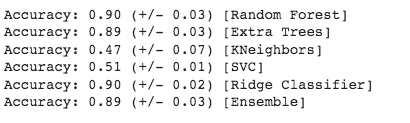 Accuracy: 0.90 (+/- 0.03) [Random Forest]
Accuracy: 0.89 (+/- 0.03) [Extra Trees]
Accuracy: 0.47 (+/- 0.07) [KNeighbors]
Accuracy: 0.51 (+/- 0.01) [SVC]
Accuracy: 0.90 (+/- 0.02) [Ridge Classifier]
Accuracy: 0.89 (+/- 0.03) [Ensemble]